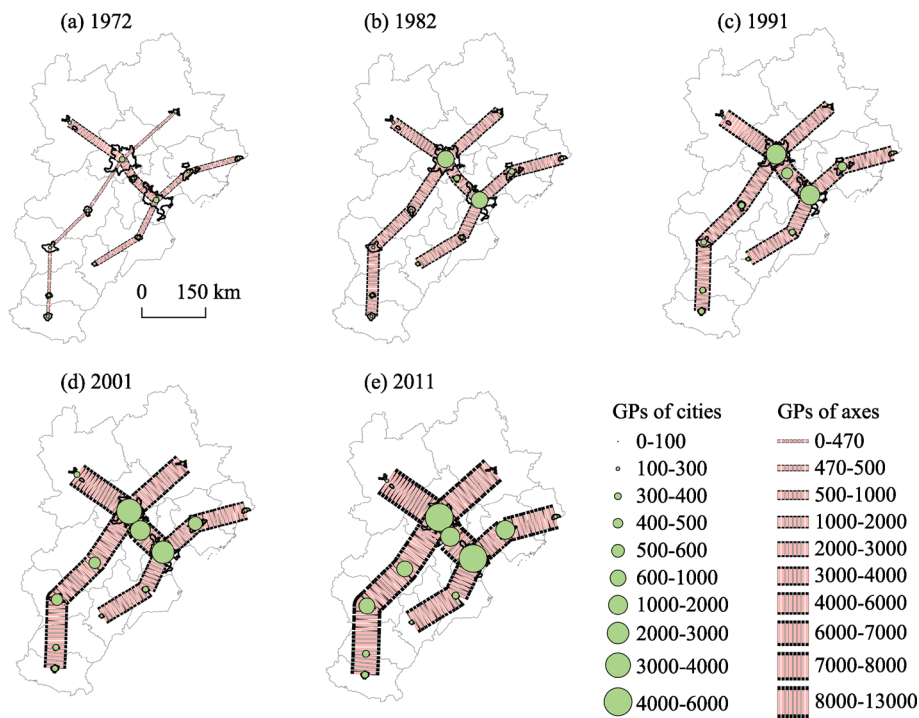 (a) 1972
(b) 1982
(c) 1991
0 150 km
(d) 2001
(e) 2011
GPs of cities
0-100
100-300
300-400
400-500
500-600
600-1000
1000-2000
2000-3000
3000-4000
4000-6000
GPs of axes
0-470
470-500
500-1000
1000-2000
2000-3000
3000-4000
4000-6000
6000-7000
7000-8000
8000-13000